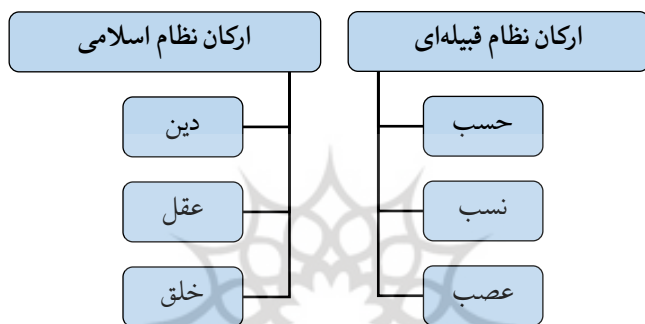 ارکان نظام قبیله‌ای
حسب
نسب
عصب
ارکان نظام اسلامی
دین
عقل
خلق